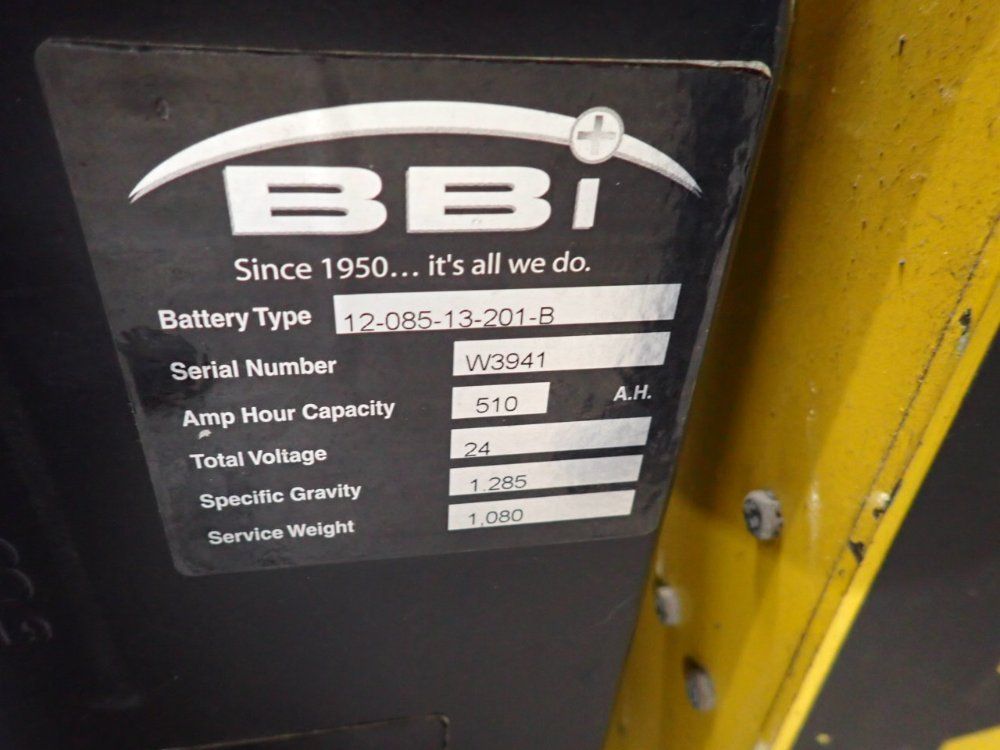 BBi
Since 1950... it's all we do.
Battery Type 12-085-13-201-B
Serial Number W3941
Amp Hour Capacity 510 A.H.
Total Voltage 24
Specific Gravity 1.285
Service Weight 1,080